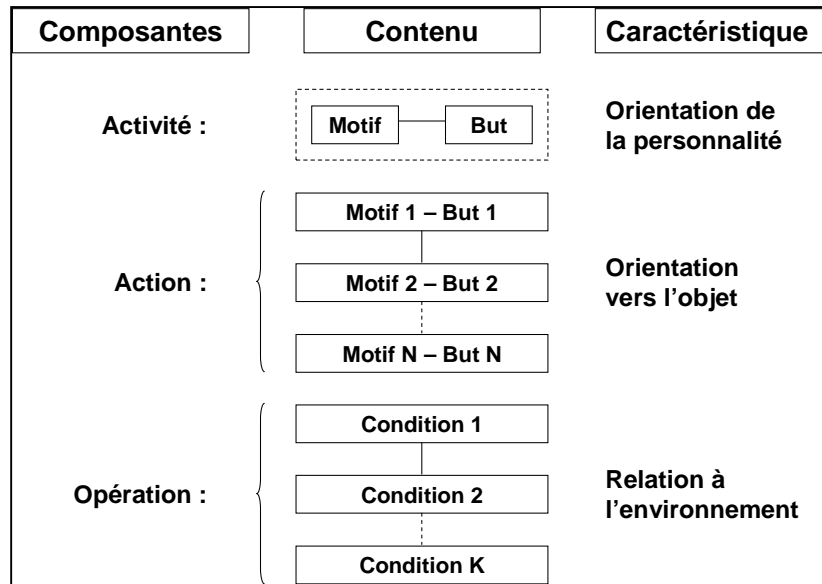 Composantes Contenu Caractéristique
Activité :
Motif But
Orientation de
la personnalité
Action :
Motif 1 – But 1
Motif 2 – But 2
Motif N – But N
Orientation
vers l’objet
Opération :
Condition 1
Condition 2
Condition K
Relation à
l’environnement